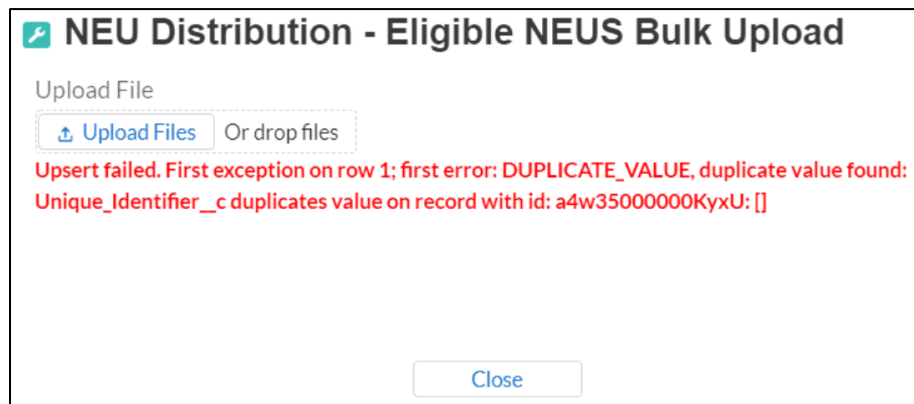 NEU Distribution - Eligible NEUS Bulk Upload
Upload File
Upload Files Or drop files
Upsert failed. First exception on row 1; first error: DUPLICATE_VALUE, duplicate value found:
Unique_Identifier__c duplicates value on record with id: a4w35000000KyxU: []
Close